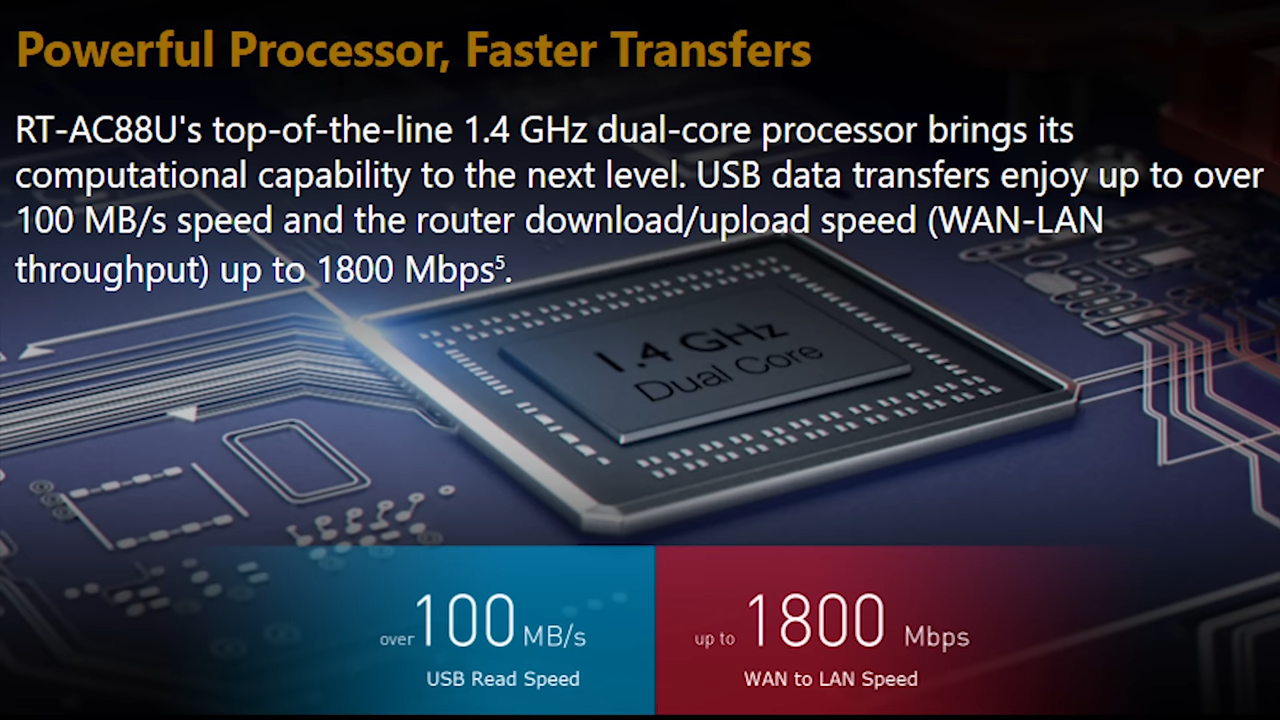 Powerful Processor, Faster Transfers
RT-AC88U's top-of-the-line 1.4 GHz dual-core processor brings its
computational capability to the next level. USB data transfers enjoy up to over
100 MB/s speed and the router download/upload speed (WAN-LAN
throughput) up to 1800 Mbps⁵.
1.4 GHz
Dual Core
over 100 MB/s
USB Read Speed
up to 1800 Mbps
WAN to LAN Speed